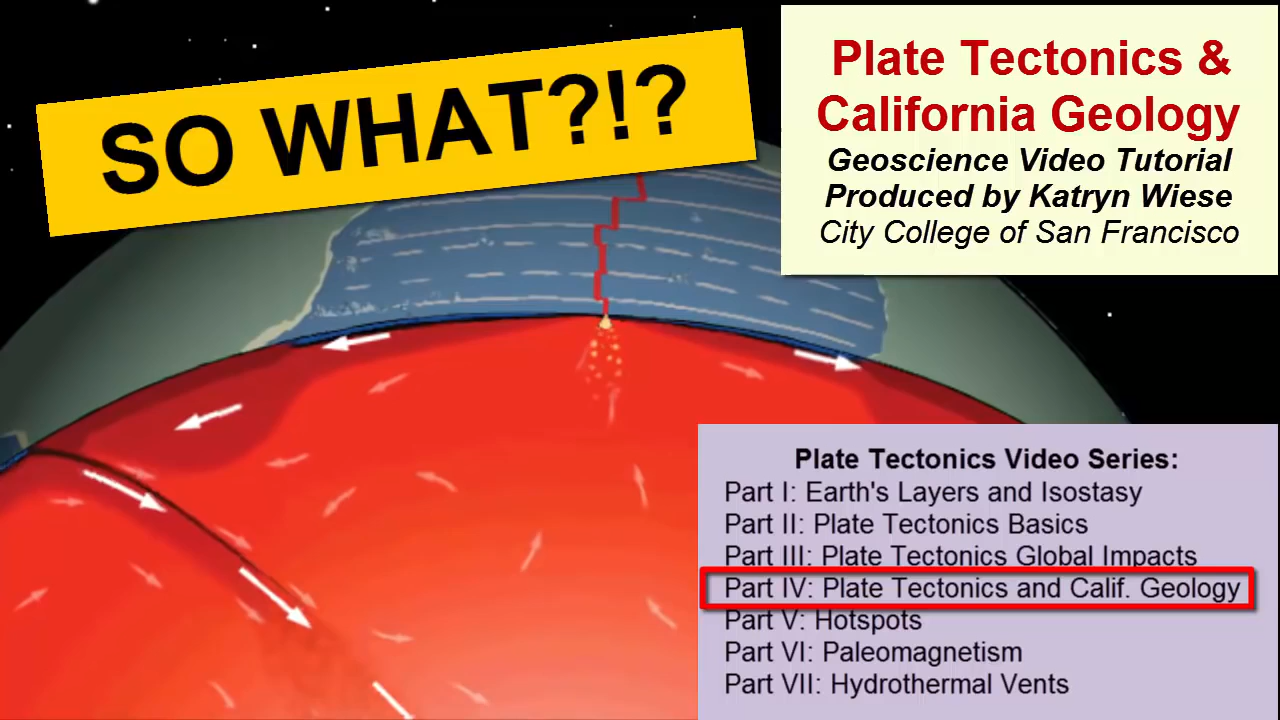 SO WHAT?!?
Plate Tectonics &
California Geology
Geoscience Video Tutorial
Produced by Katryn Wiese
City College of San Francisco
Plate Tectonics Video Series:
Part I: Earth's Layers and Isostasy
Part II: Plate Tectonics Basics
Part III: Plate Tectonics Global Impacts
Part IV: Plate Tectonics and Calif. Geology
Part V: Hotspots
Part VI: Paleomagnetism
Part VII: Hydrothermal Vents